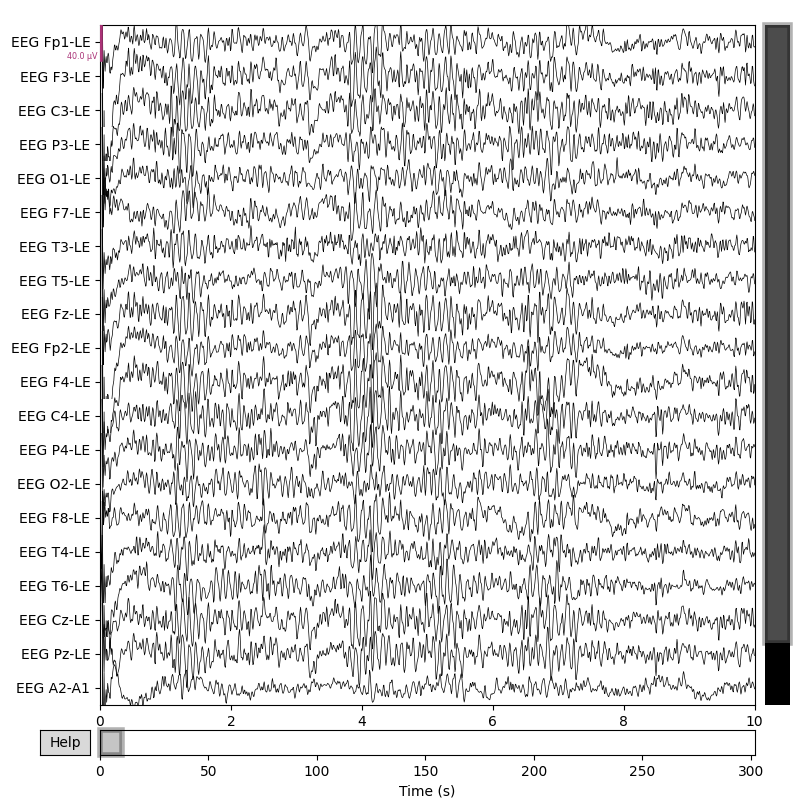 EEG Fp1-LE
40.0 µV
EEG F3-LE
EEG C3-LE
EEG P3-LE
EEG O1-LE
EEG F7-LE
EEG T3-LE
EEG T5-LE
EEG Fz-LE
EEG Fp2-LE
EEG F4-LE
EEG C4-LE
EEG P4-LE
EEG O2-LE
EEG F8-LE
EEG T4-LE
EEG T6-LE
EEG Cz-LE
EEG Pz-LE
EEG A2-A1
0 2 4 6 8 10
Help
0 50 100 150 200 250 300
Time (s)